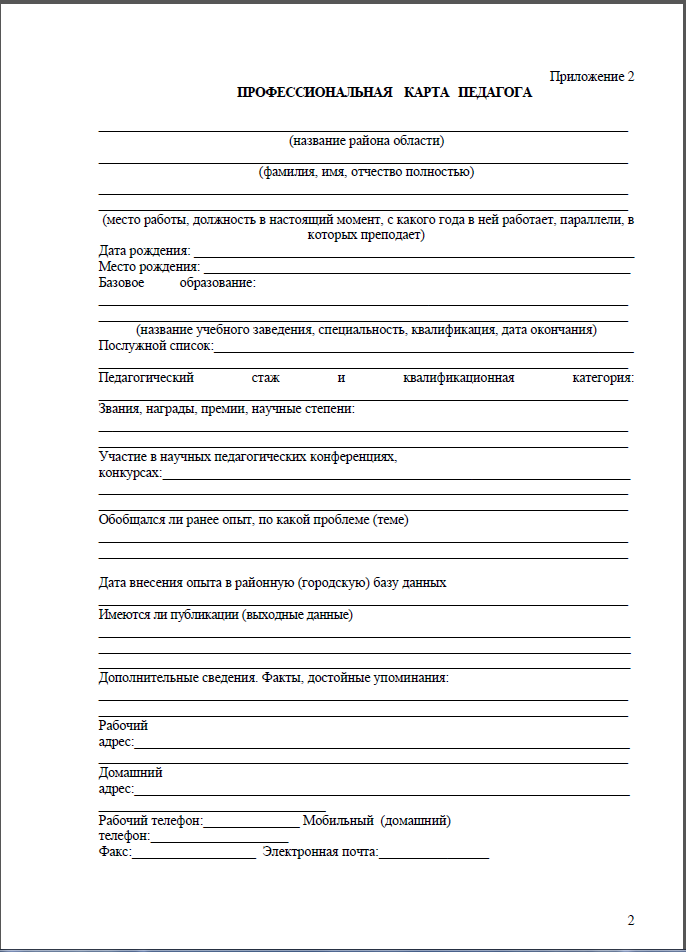 Приложение 2
ПРОФЕССИОНАЛЬНАЯ КАРТА ПЕДАГОГА
(название района области)
(фамилия, имя, отчество полностью)
(место работы, должность в настоящий момент, с какого года в ней работает, параллели, в
которых преподает)
Дата рождения:
Место рождения:
Базовое образование:
(название учебного заведения, специальность, квалификация, дата окончания)
Послужной список:
Педагогический стаж и квалификационная категория:
Звания, награды, премии, научные степени:
Участие в научных педагогических конференциях,
конкурсах:
Обобщался ли ранее опыт, по какой проблеме (теме)
Дата внесения опыта в районную (городскую) базу данных
Имеются ли публикации (выходные данные)
Дополнительные сведения. Факты, достойные упоминания:
Рабочий
адрес:
Домашний
адрес:
Рабочий телефон:______________ Мобильный (домашний)
телефон:
Факс:__________________ Электронная почта:
2